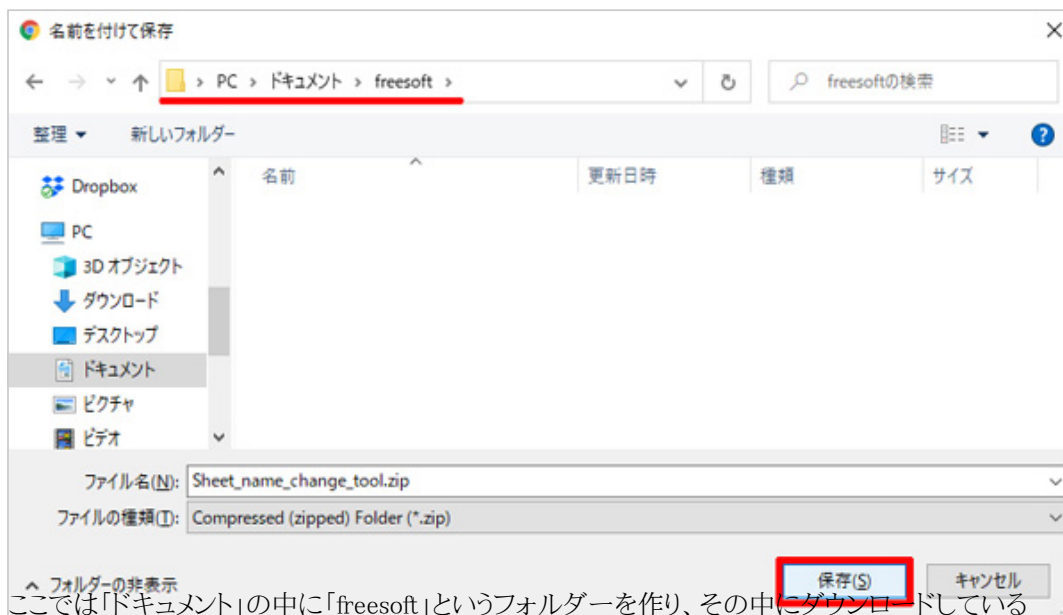 名前を付けて保存
PC › ドキュメント › freesoft ›
freesoftの検索
整理 新しいフォルダー
名前 更新日時 種類 サイズ
Dropbox
PC
3D オブジェクト
ダウンロード
デスクトップ
ドキュメント
ピクチャ
ビデオ
ファイル名(N): Sheet_name_change_tool.zip
ファイルの種類(T): Compressed (zipped) Folder (*.zip)
フォルダーの非表示 保存(S) キャンセル
ここでは「ドキュメント」の中に「freesoft」というフォルダーを作り、その中にダウンロードしている